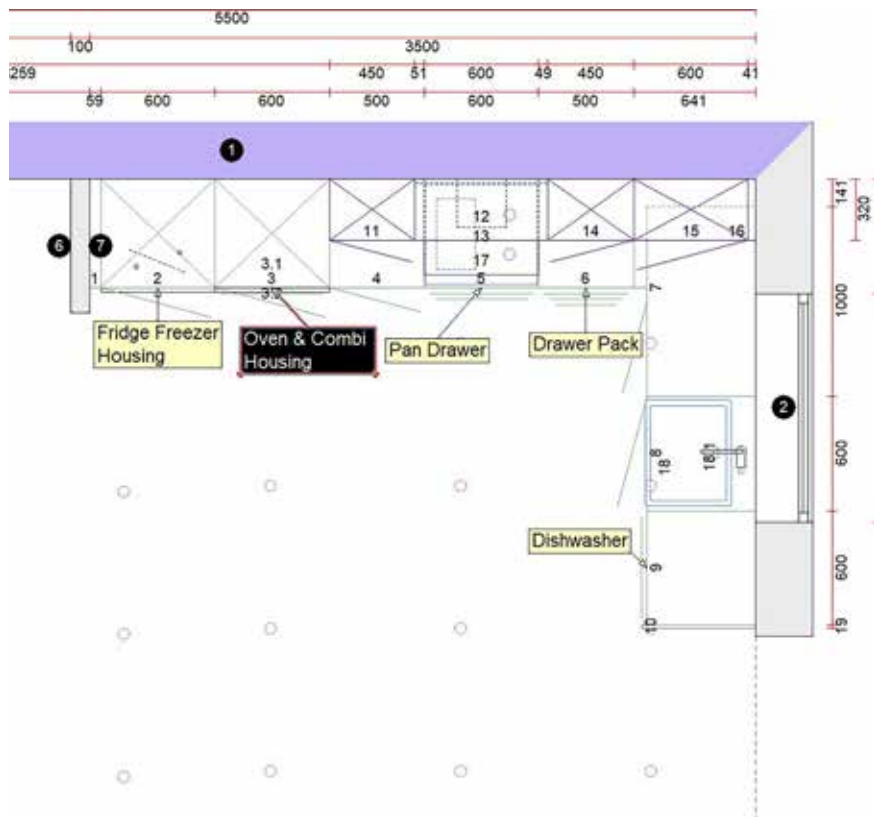 5500
100 3500
259 450 51 600 49 450 600 41
59 600 600 500 600 500 641
1
141
320
12
11 13 14 15 16
6 7 17
3.1
1 2 3 4 5 6 7
1000
Fridge Freezer
Housing
Oven & Combi
Housing
Pan Drawer
Drawer Pack
2
8
18 18.1
600
Dishwasher
9
600
10
19